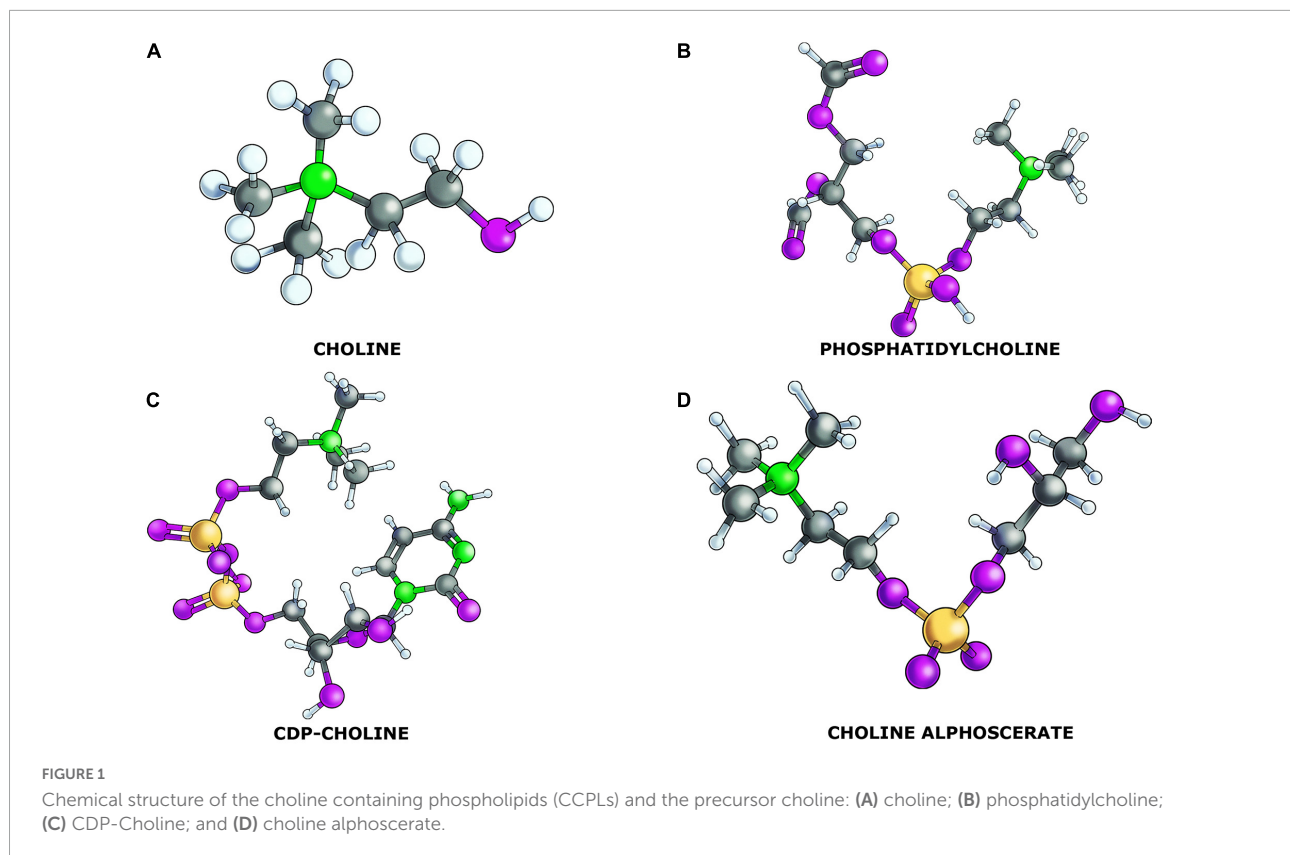 A
B
CHOLINE
PHOSPHATIDYLCHOLINE
C
D
CDP-CHOLINE
CHOLINE ALPHOSCERATE
FIGURE 1
Chemical structure of the choline containing phospholipids (CCPLs) and the precursor choline: (A) choline; (B) phosphatidylcholine;
(C) CDP-Choline; and (D) choline alphoscerate.